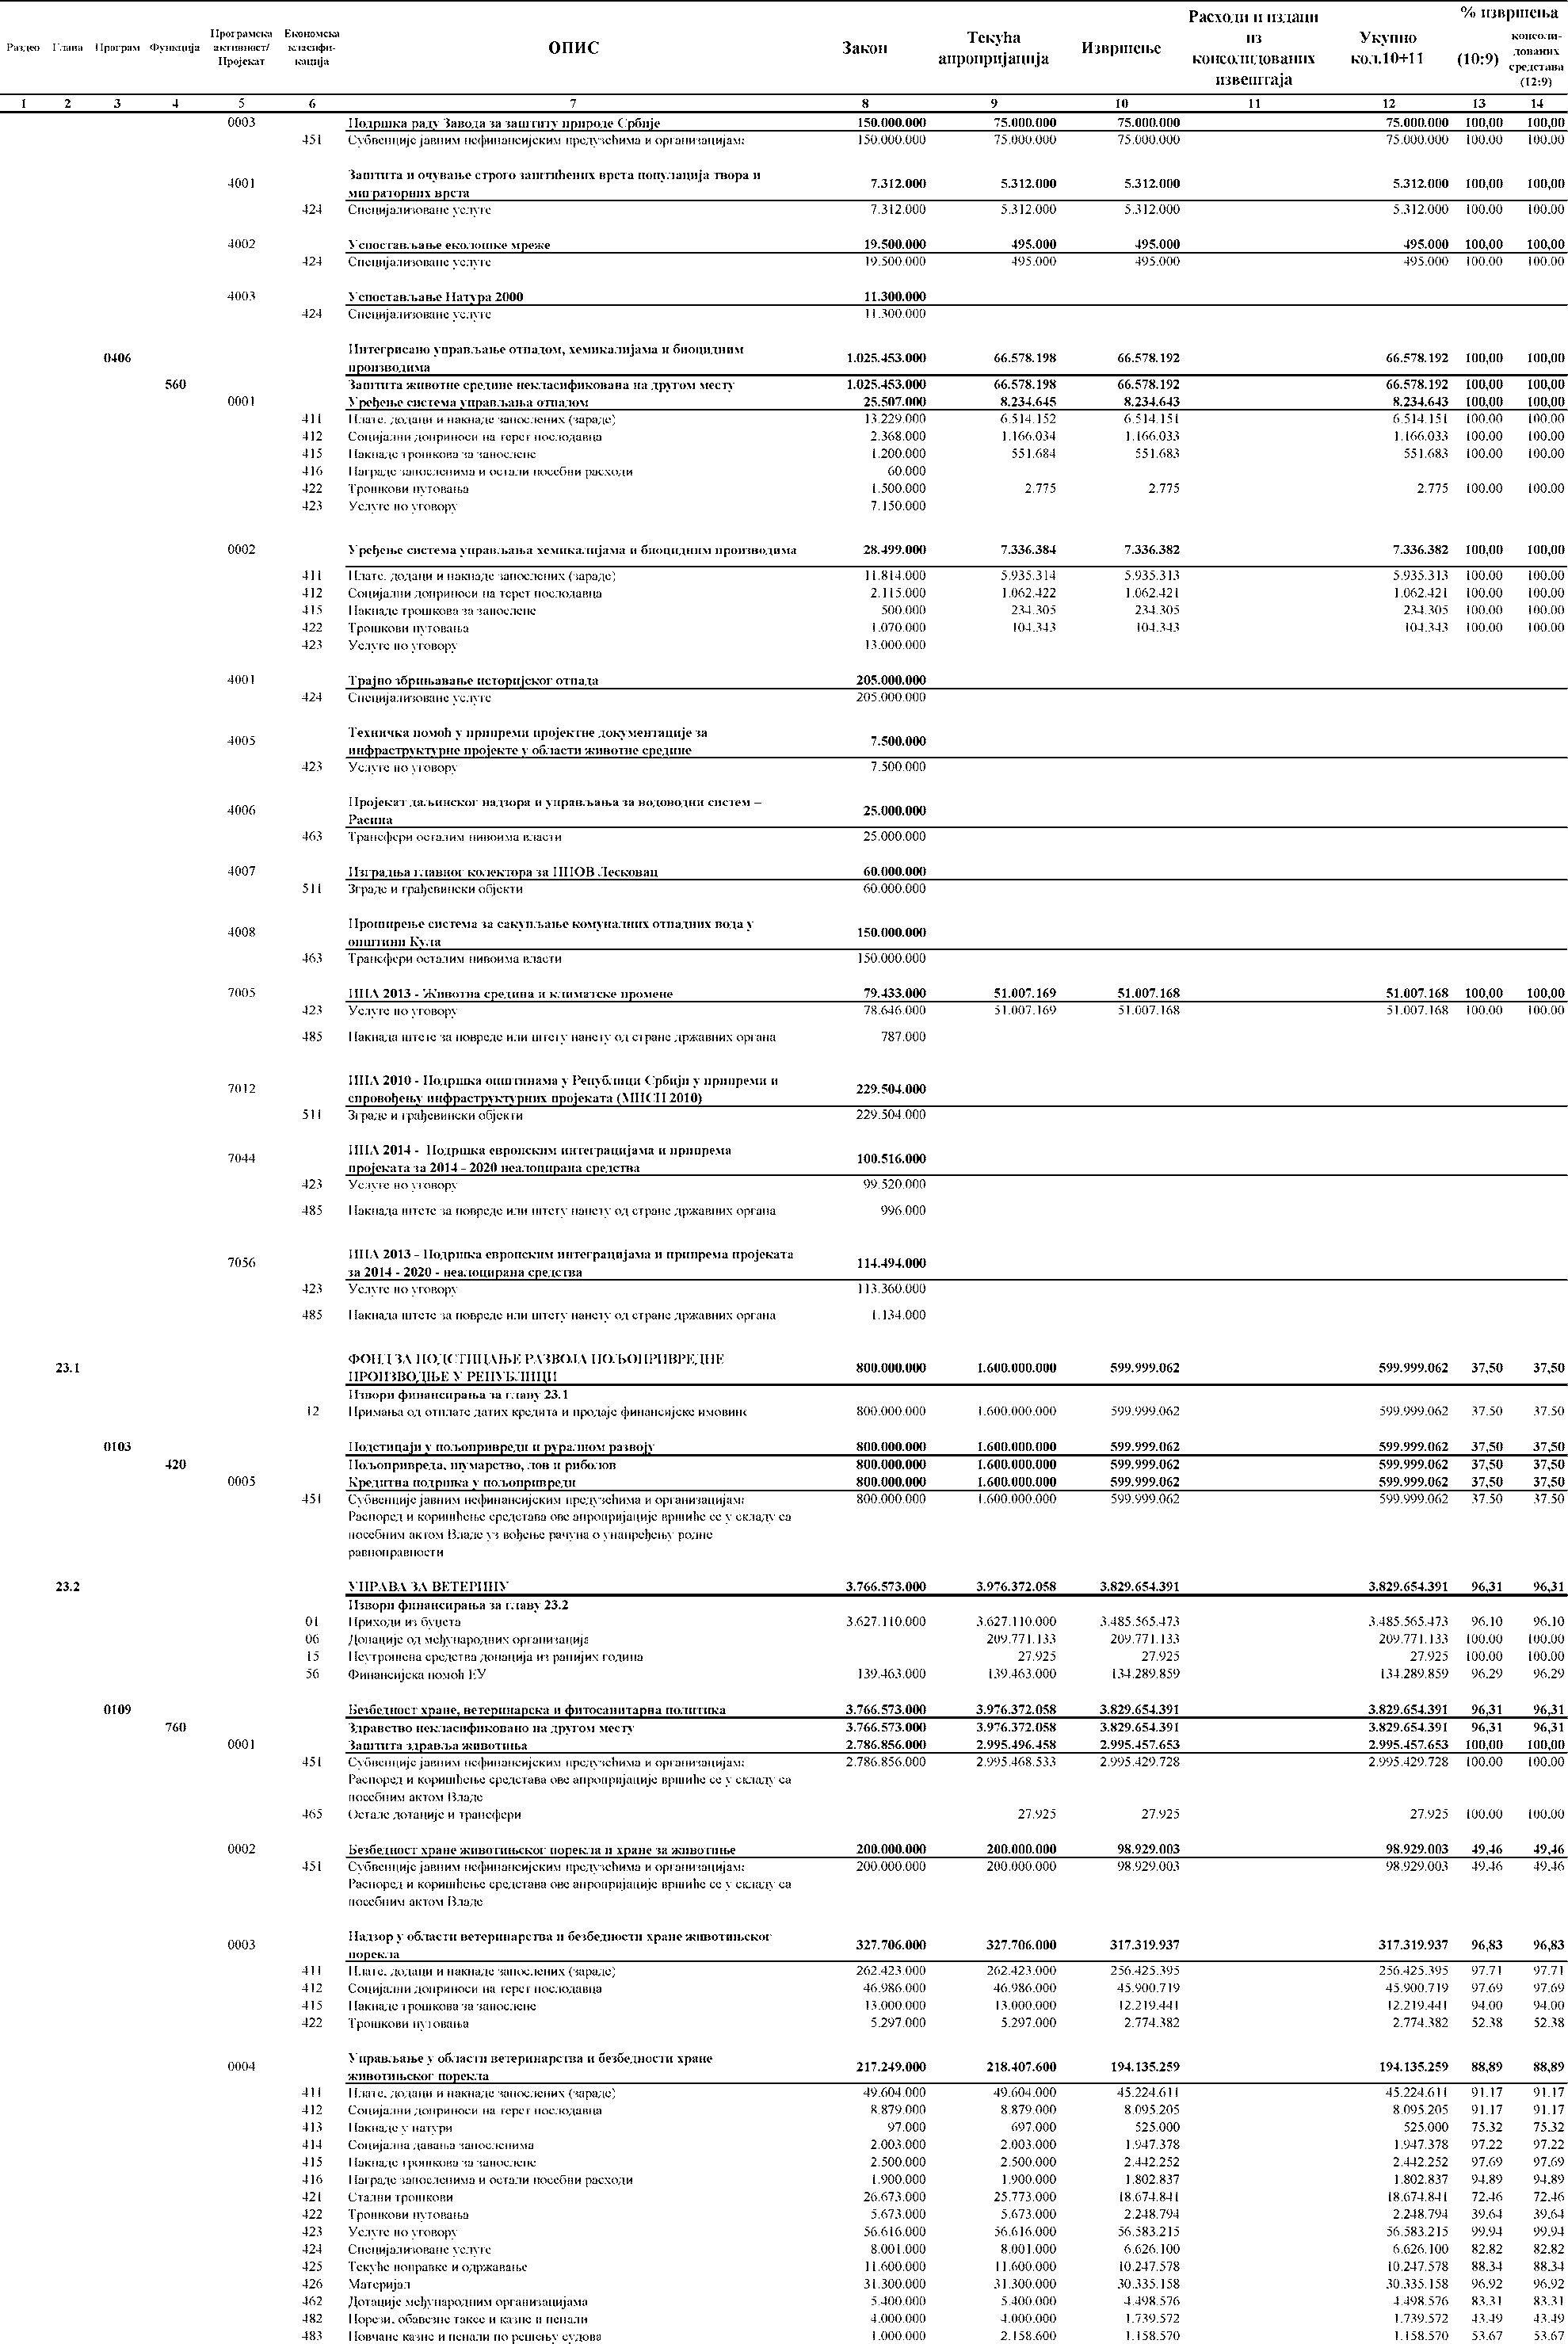 Раздео Глава Програм Функција Програмска активност/ Пројекат Економска класифи- кација ОПИС Закон Текућа апропријација Извршење Расходи и издаци из консолидованих извештаја Укупно кол.10+11 % извршења (10:9) консоли- дованих средстава (12:9)
1 2 3 4 5 6 7 8 9 10 11 12 13 14
0003 Подршка раду Завода за заштиту природе Србије 150.000.000 75.000.000 75.000.000 75.000.000 100,00 100,00
451 Субвенције јавним нефинансијским предузећима и организацијама 150.000.000 75.000.000 75.000.000 75.000.000 100.00 100.00
Заштита и очување строго заштићених врста популација твора и
4001 миграторних врста 7.312.000 5.312.000 5.312.000 5.312.000 100,00 100,00
424 Специјализоване услуге 7.312.000 5.312.000 5.312.000 5.312.000 100.00 100.00
4002 Успостављање еколошке мреже 19.500.000 495.000 495.000 495.000 100,00 100,00
424 Специјализоване услуге 19.500.000 495.000 495.000 495.000 100.00 100.00
4003 Успостављање Натура 2000 11.300.000
424 Специјализоване услуге 11.300.000
Интегрисано управљање отпадом, хемикалијама и биоцидним
0406 производима 1.025.453.000 66.578.198 66.578.192 66.578.192 100,00 100,00
560 Заштита животне средине некласификована на другом месту 1.025.453.000 66.578.198 66.578.192 66.578.192 100,00 100,00
0001 Уређење система управљања отпадом 25.507.000 8.234.645 8.234.643 8.234.643 100,00 100,00
411 Плате, додаци и накнаде запослених (зараде) 13.229.000 6.514.152 6.514.151 6.514.151 100.00 100.00
412 Социјални доприноси на терет послодавца 2.368.000 1.166.034 1.166.033 1.166.033 100.00 100.00
415 Накнаде трошкова за запослене 1.200.000 551.684 551.683 551.683 100.00 100.00
416 Награде запосленима и остали посебни расходи 60.000
422 Трошкови путовања 1.500.000 2.775 2.775 2.775 100.00 100.00
423 Услуге по уговору 7.150.000
0002 Уређење система управљања хемикалијама и биоцидним производима 28.499.000 7.336.384 7.336.382 7.336.382 100,00 100,00
411 Плате, додаци и накнаде запослених (зараде) 11.814.000 5.935.314 5.935.313 5.935.313 100.00 100.00
412 Социјални доприноси на терет послодавца 2.115.000 1.062.422 1.062.421 1.062.421 100.00 100.00
415 Накнаде трошкова за запослене 500.000 234.305 234.305 234.305 100.00 100.00
422 Трошкови путовања 1.070.000 104.343 104.343 104.343 100.00 100.00
423 Услуге по уговору 13.000.000
4001 Трајно збрињавање историјског отпада 205.000.000
424 Специјализоване услуге 205.000.000
Техничка помоћ у припреми пројектне документације за
4005 инфраструктурне пројекте у области животне средине 7.500.000
423 Услуге по уговору 7.500.000
Пројекат даљинског надзора и управљања за водоводни систем –
4006 Расина 25.000.000
463 Трансфери осталим нивоима власти 25.000.000
4007 Изградња главног колектора за ППОВ Лесковац 60.000.000
511 Зграде и грађевински објекти 60.000.000
Проширење система за сакупљање комуналних отпадних вода у
4008 општини Кула 150.000.000
463 Трансфери осталим нивоима власти 150.000.000
7005 ИПА 2013 - Животна средина и климатске промене 79.433.000 51.007.169 51.007.168 51.007.168 100,00 100,00
423 Услуге по уговору 78.646.000 51.007.169 51.007.168 51.007.168 100.00 100.00
485 Накнада штете за повреде или штету нанету од стране државних органа 787.000
ИПА 2010 - Подршка општинама у Републици Србији у припреми и
7012 спровођењу инфраструктурних пројеката (МИСП 2010) 229.504.000
511 Зграде и грађевински објекти 229.504.000
ИПА 2014 - Подршка европским интеграцијама и припрема
7044 пројеката за 2014 - 2020 неалоцирана средства 100.516.000
423 Услуге по уговору 99.520.000
485 Накнада штете за повреде или штету нанету од стране државних органа 996.000
ИПА 2013 - Подршка европским интеграцијама и припрема пројеката
7056 за 2014 - 2020 - неалоцирана средства 114.494.000
423 Услуге по уговору 113.360.000
485 Накнада штете за повреде или штету нанету од стране државних органа 1.134.000
ФОНД ЗА ПОДСТИЦАЊЕ РАЗВОЈА ПОЉОПРИВРЕДНЕ
23.1 ПРОИЗВОДЊЕ У РЕПУБЛИЦИ 800.000.000 1.600.000.000 599.999.062 599.999.062 37,50 37,50
Извори финансирања за главу 23.1
12 Примања од отплате датих кредита и продаје финансијске имовине 800.000.000 1.600.000.000 599.999.062 599.999.062 37.50 37.50
0103 Подстицаји у пољопривреди и руралном развоју 800.000.000 1.600.000.000 599.999.062 599.999.062 37,50 37,50
420 Пољопривреда, шумарство, лов и риболов 800.000.000 1.600.000.000 599.999.062 599.999.062 37,50 37,50
0005 Кредитна подршка у пољопривреди 800.000.000 1.600.000.000 599.999.062 599.999.062 37,50 37,50
451 Субвенције јавним нефинансијским предузећима и организацијама 800.000.000 1.600.000.000 599.999.062 599.999.062 37.50 37.50
Распоред и коришћење средстава ове апропријације вршиће се у складу са
посебним актом Владе уз вођење рачуна о унапређењу родне
равноправности
23.2 УПРАВА ЗА ВЕТЕРИНУ 3.766.573.000 3.976.372.058 3.829.654.391 3.829.654.391 96,31 96,31
Извори финансирања за главу 23.2
01 Приходи из буџета 3.627.110.000 3.627.110.000 3.485.565.473 3.485.565.473 96.10 96.10
06 Донације од међународних организација 209.771.133 209.771.133 209.771.133 100.00 100.00
15 Неутрошена средства донација из ранијих година 27.925 27.925 27.925 100.00 100.00
56 Финансијска помоћ ЕУ 139.463.000 139.463.000 134.289.859 134.289.859 96.29 96.29
0109 Безбедност хране, ветеринарска и фитосанитарна политика 3.766.573.000 3.976.372.058 3.829.654.391 3.829.654.391 96,31 96,31
760 Здравство некласификовано на другом месту 3.766.573.000 3.976.372.058 3.829.654.391 3.829.654.391 96,31 96,31
0001 Заштита здравља животиња 2.786.856.000 2.995.496.458 2.995.457.653 2.995.457.653 100,00 100,00
451 Субвенције јавним нефинансијским предузећима и организацијама 2.786.856.000 2.995.468.533 2.995.429.728 2.995.429.728 100.00 100.00
Распоред и коришћење средстава ове апропријације вршиће се у складу са
посебним актом Владе
465 Остале дотације и трансфери 27.925 27.925 27.925 100.00 100.00
0002 Безбедност хране животињског порекла и хране за животиње 200.000.000 200.000.000 98.929.003 98.929.003 49,46 49,46
451 Субвенције јавним нефинансијским предузећима и организацијама 200.000.000 200.000.000 98.929.003 98.929.003 49.46 49.46
Распоред и коришћење средстава ове апропријације вршиће се у складу са
посебним актом Владе
Надзор у области ветеринарства и безбедности хране животињског
0003 порекла 327.706.000 327.706.000 317.319.937 317.319.937 96,83 96,83
411 Плате, додаци и накнаде запослених (зараде) 262.423.000 262.423.000 256.425.395 256.425.395 97.71 97.71
412 Социјални доприноси на терет послодавца 46.986.000 46.986.000 45.900.719 45.900.719 97.69 97.69
415 Накнаде трошкова за запослене 13.000.000 13.000.000 12.219.441 12.219.441 94.00 94.00
422 Трошкови путовања 5.297.000 5.297.000 2.774.382 2.774.382 52.38 52.38
Управљање у области ветеринарства и безбедности хране
0004 животињског порекла 217.249.000 218.407.600 194.135.259 194.135.259 88,89 88,89
411 Плате, додаци и накнаде запослених (зараде) 49.604.000 49.604.000 45.224.611 45.224.611 91.17 91.17
412 Социјални доприноси на терет послодавца 8.879.000 8.879.000 8.095.205 8.095.205 91.17 91.17
413 Накнаде у натури 97.000 697.000 525.000 525.000 75.32 75.32
414 Социјална давања запосленима 2.003.000 2.003.000 1.947.378 1.947.378 97.22 97.22
415 Накнаде трошкова за запослене 2.500.000 2.500.000 2.442.252 2.442.252 97.69 97.69
416 Награде запосленима и остали посебни расходи 1.900.000 1.900.000 1.802.837 1.802.837 94.89 94.89
421 Стални трошкови 26.673.000 25.773.000 18.674.841 18.674.841 72.46 72.46
422 Трошкови путовања 5.673.000 5.673.000 2.248.794 2.248.794 39.64 39.64
423 Услуге по уговору 56.616.000 56.616.000 56.583.215 56.583.215 99.94 99.94
424 Специјализоване услуге 8.001.000 8.001.000 6.626.100 6.626.100 82.82 82.82
425 Текуће поправке и одржавање 11.600.000 11.600.000 10.247.578 10.247.578 88.34 88.34
426 Материјал 31.300.000 31.300.000 30.335.158 30.335.158 96.92 96.92
462 Дотације међународним организацијама 5.400.000 5.400.000 4.498.576 4.498.576 83.31 83.31
482 Порези, обавезне таксе и казне и пенали 4.000.000 4.000.000 1.739.572 1.739.572 43.49 43.49
483 Новчане казне и пенали по решењу судова 1.000.000 2.158.600 1.158.570 1.158.570 53.67 53.67